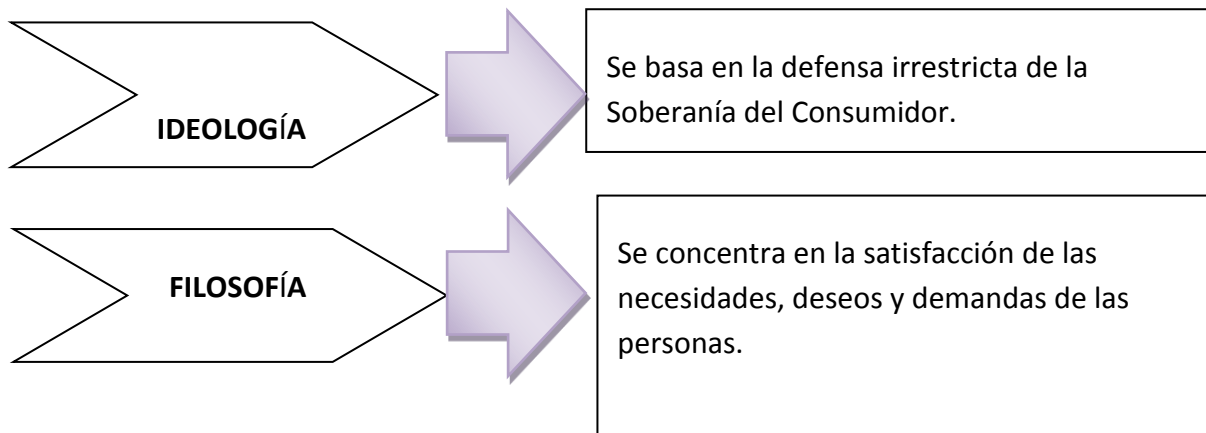 IDEOLOGÍA
Se basa en la defensa irrestricta de la
Soberanía del Consumidor.
FILOSOFÍA
Se concentra en la satisfacción de las
necesidades, deseos y demandas de las
personas.